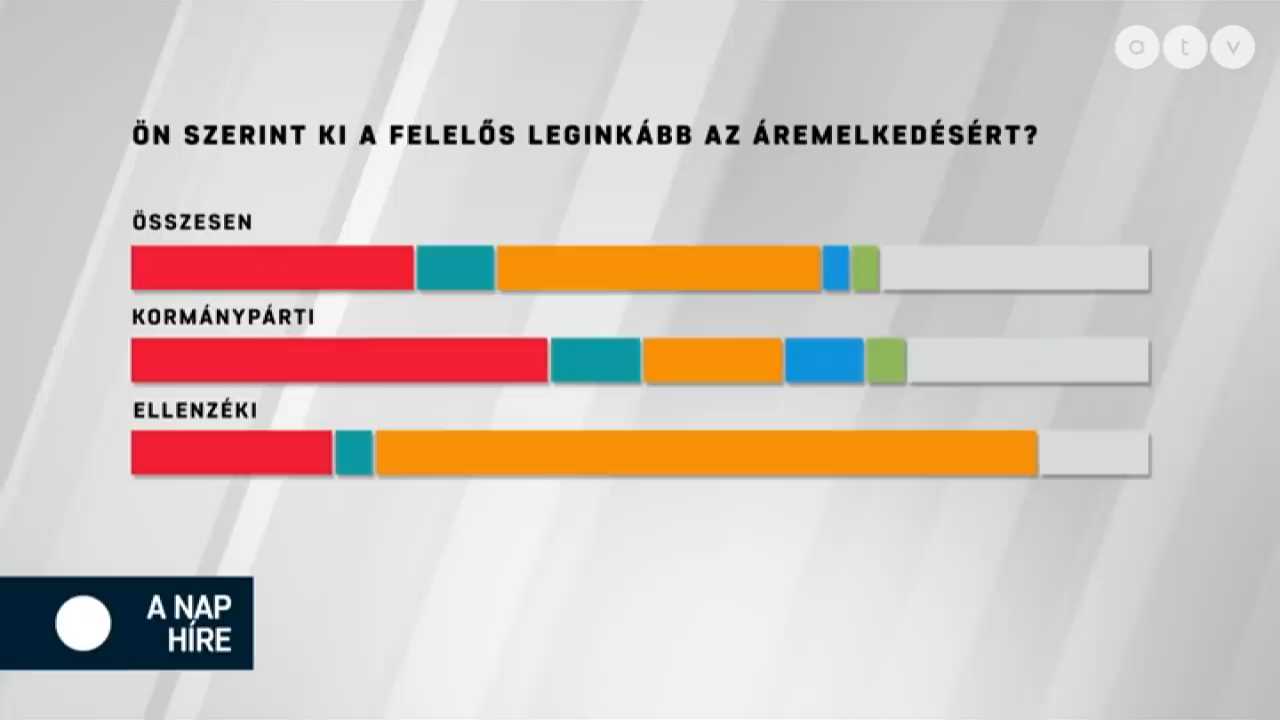 atv
ÖN SZERINT KI A FELELŐS LEGINKÁBB AZ ÁREMELKEDÉSÉRT?
ÖSSZESEN
KORMÁNYPÁRTI
ELLENZÉKI
A NAP
HÍRE